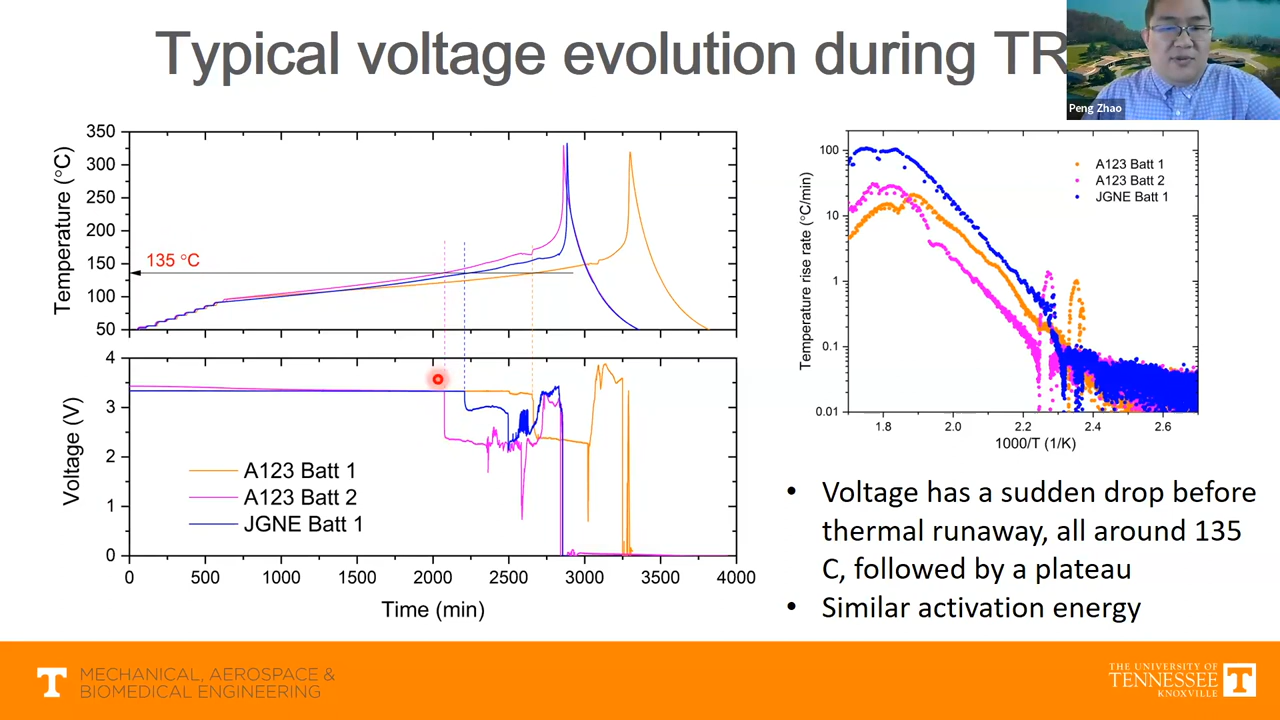 Typical voltage evolution during TR
Peng Zhao
350
300
250
200
150
100
50
Temperature (°C)
135 °C
4
3
2
1
0
Voltage (V)
A123 Batt 1
A123 Batt 2
JGNE Batt 1
0 500 1000 1500 2000 2500 3000 3500 4000
Time (min)
100
10
1
0.1
0.01
Temperature rise rate (°C/min)
A123 Batt 1
A123 Batt 2
JGNE Batt 1
1.8 2.0 2.2 2.4 2.6
1000/T (1/K)
• Voltage has a sudden drop before
thermal runaway, all around 135
C, followed by a plateau
• Similar activation energy
T
MECHANICAL, AEROSPACE &
BIOMEDICAL ENGINEERING
THE UNIVERSITY OF
TENNESSEE
KNOXVILLE
T